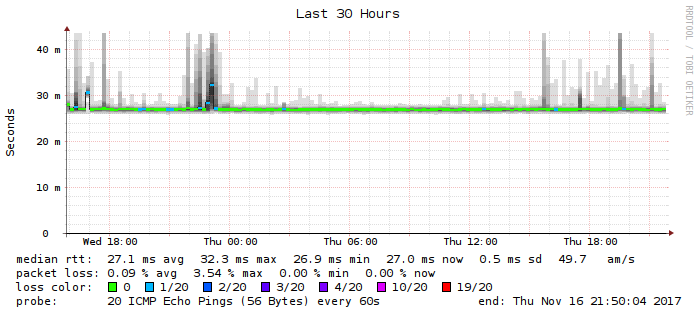 Last 30 Hours
RRDTOOL / TOBI OETIKER
Seconds
40 m
30 m
20 m
10 m
0
Wed 18:00 Thu 00:00 Thu 06:00 Thu 12:00 Thu 18:00
median rtt: 27.1 ms avg 32.3 ms max 26.9 ms min 27.0 ms now 0.5 ms sd 49.7 am/s
packet loss: 0.09 % avg 3.54 % max 0.00 % min 0.00 % now
loss color: 0 1/20 2/20 3/20 4/20 10/20 19/20
probe: 20 ICMP Echo Pings (56 Bytes) every 60s end: Thu Nov 16 21:50:04 2017